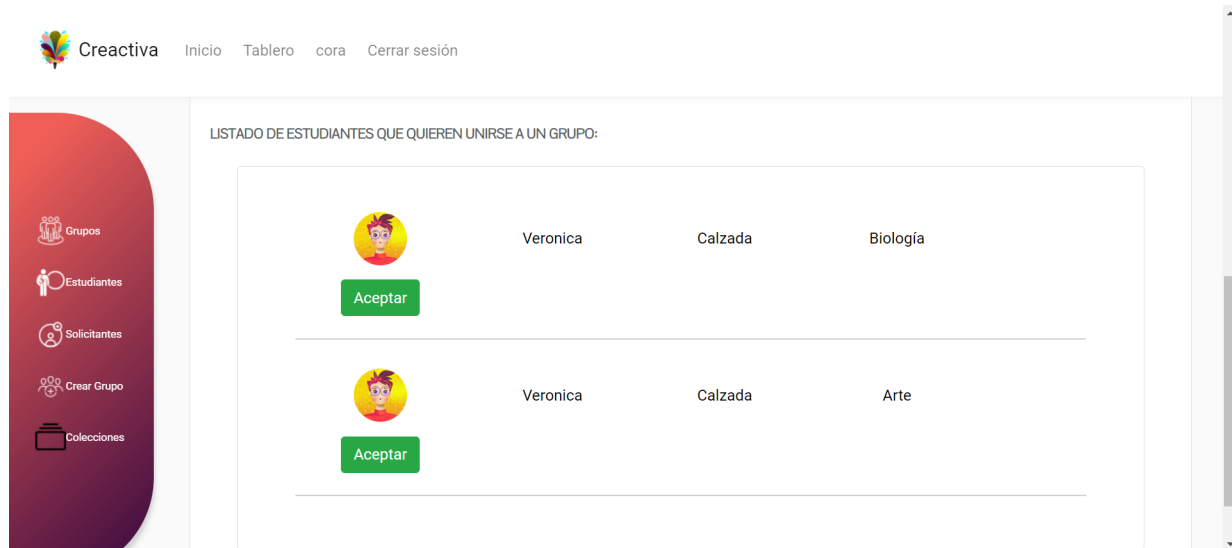 Creactiva Inicio Tablero cora Cerrar sesión
LISTADO DE ESTUDIANTES QUE QUIEREN UNIRSE A UN GRUPO:
Grupos
Estudiantes
Solicitantes
Crear Grupo
Colecciones
Veronica Calzada Biología
Aceptar
Veronica Calzada Arte
Aceptar